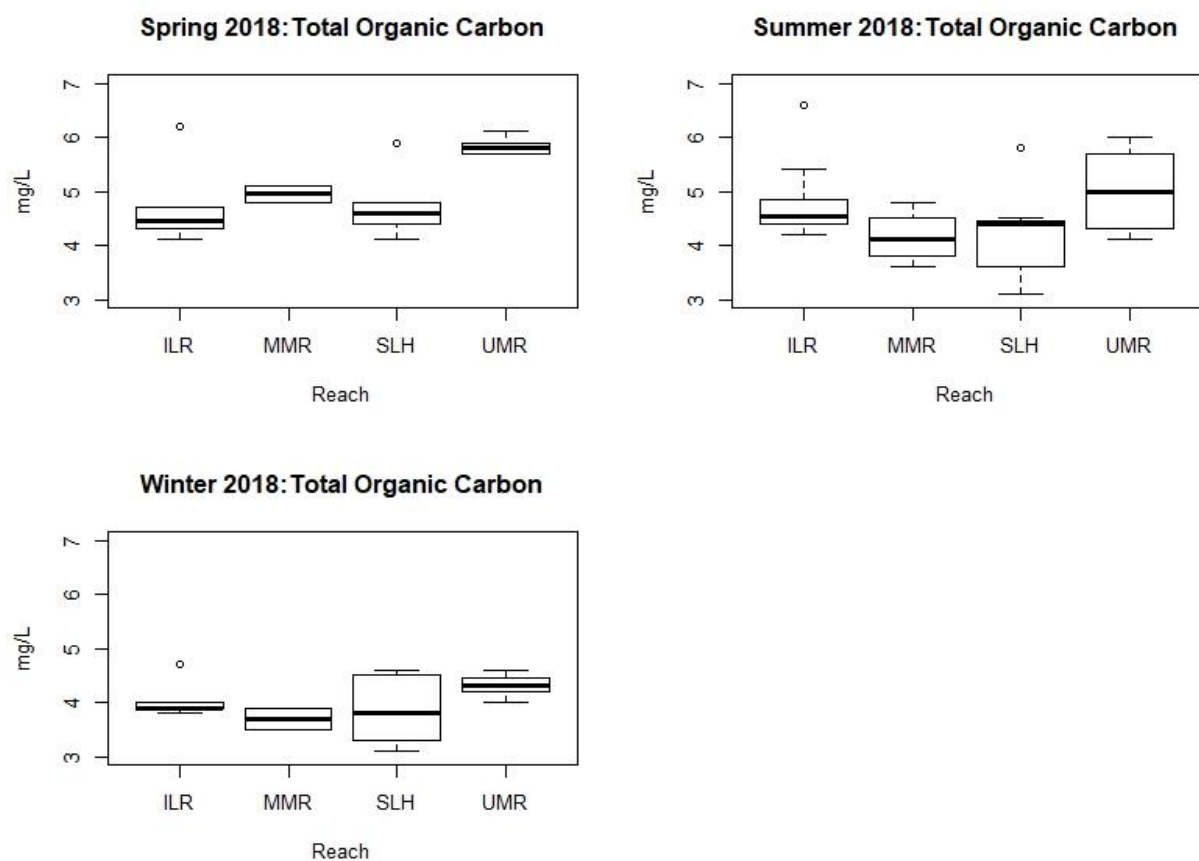 Spring 2018: Total Organic Carbon
7
6
5
4
3
mg/L
ILR MMR SLH UMR
Reach
Summer 2018: Total Organic Carbon
7
6
5
4
3
mg/L
ILR MMR SLH UMR
Reach
Winter 2018: Total Organic Carbon
7
6
5
4
3
mg/L
ILR MMR SLH UMR
Reach